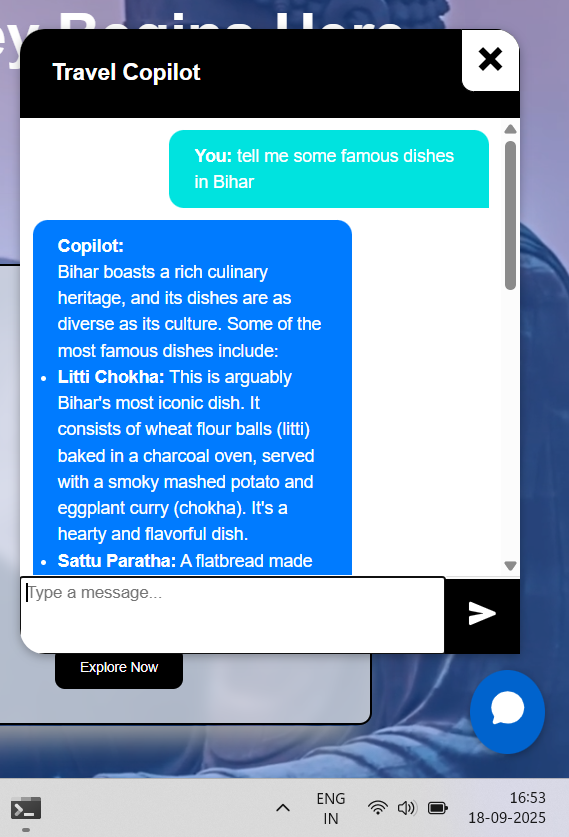 ey Begins Here
Travel Copilot
You: tell me some famous dishes
in Bihar
Copilot:
Bihar boasts a rich culinary
heritage, and its dishes are as
diverse as its culture. Some of the
most famous dishes include:
• Litti Chokha: This is arguably
Bihar's most iconic dish. It
consists of wheat flour balls (litti)
baked in a charcoal oven, served
with a smoky mashed potato and
eggplant curry (chokha). It's a
hearty and flavorful dish.
• Sattu Paratha: A flatbread made
Type a message...
Explore Now
ENG
IN
16:53
18-09-2025